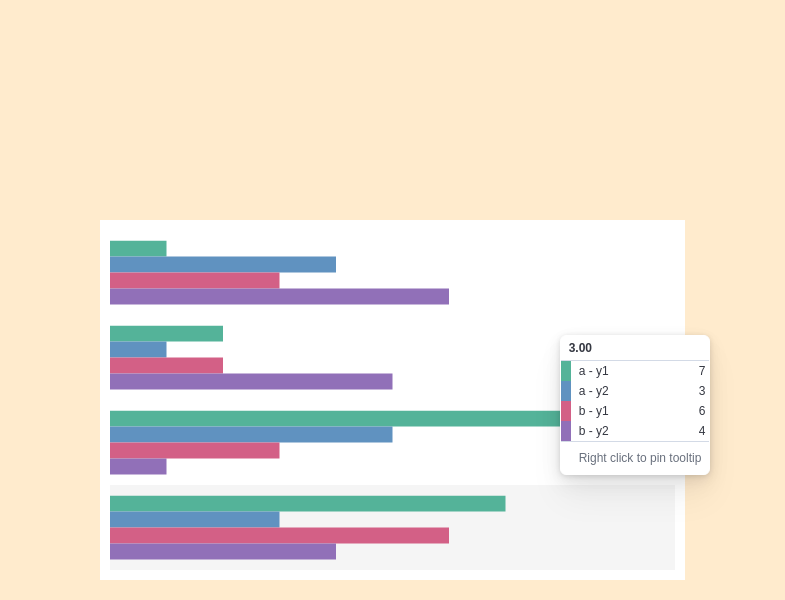 3.00
a - y1 7
a - y2 3
b - y1 6
b - y2 4
Right click to pin tooltip